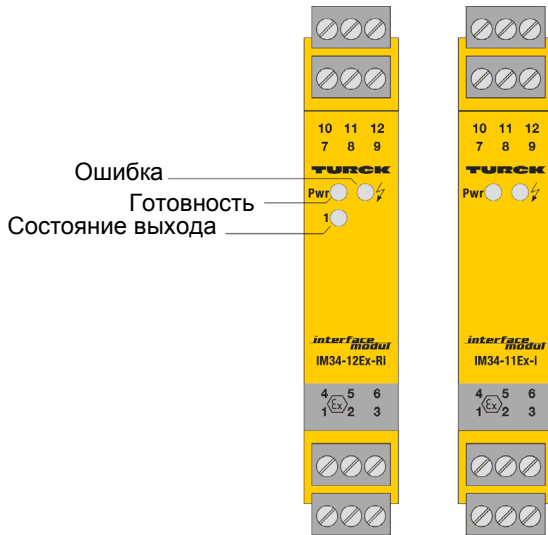 10 11 12
7 8 9
TURCK
Ошибка
Pwr
Готовность
Состояние выхода
1
interface
modul
IM34-12Ex-Ri
4 Ex 5 6
1 2 3
10 11 12
7 8 9
TURCK
Pwr
interface
modul
IM34-11Ex-i
4 Ex 5 6
1 2 3